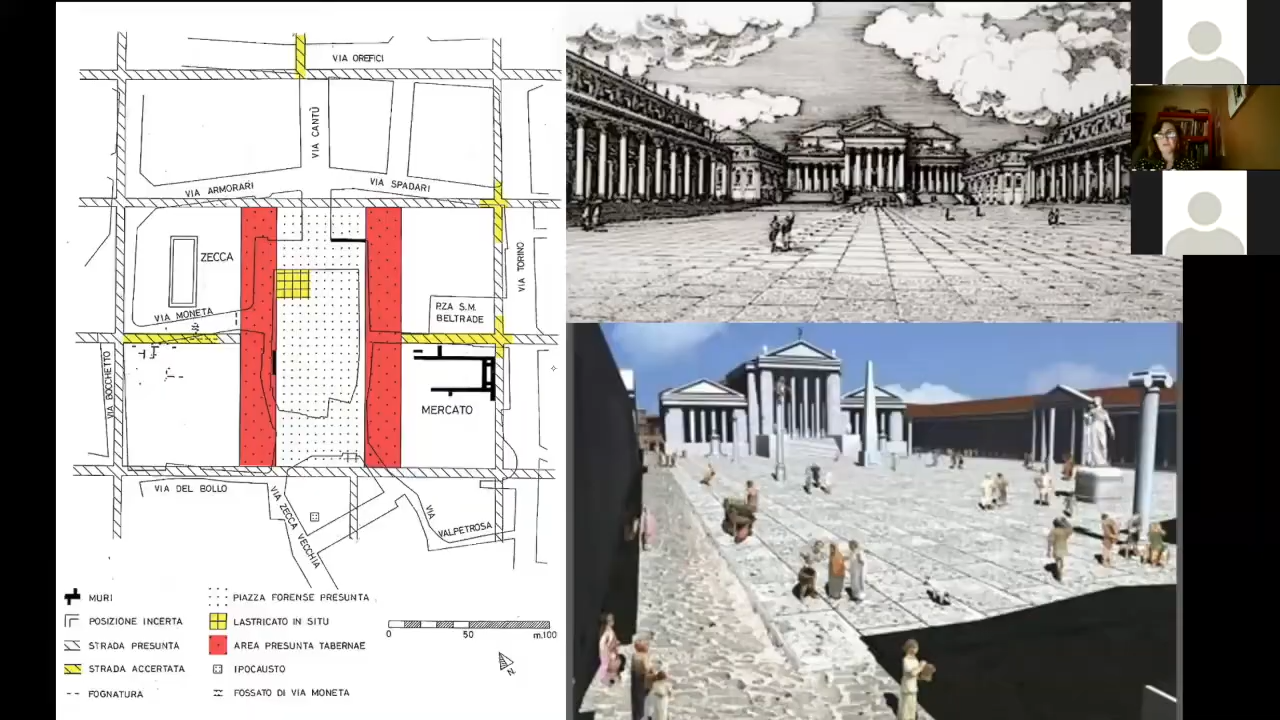 VIA OREFICI
VIA CANTÙ
VIA ARMORARI
VIA SPADARI
ZECCA
VIA TORINO
VIA MONETA
P.ZA S.M.
BELTRADE
VIA BOCCHETTO
MERCATO
VIA DEL BOLLO
VIA ZECCA VECCHIA
VIA VALPETROSA
MURI
POSIZIONE INCERTA
STRADA PRESUNTA
STRADA ACCERTATA
FOGNATURA
PIAZZA FORENSE PRESUNTA
LASTRICATO IN SITU
AREA PRESUNTA TABERNAE
IPOCAUSTO
FOSSATO DI VIA MONETA
0 50 m.100
N